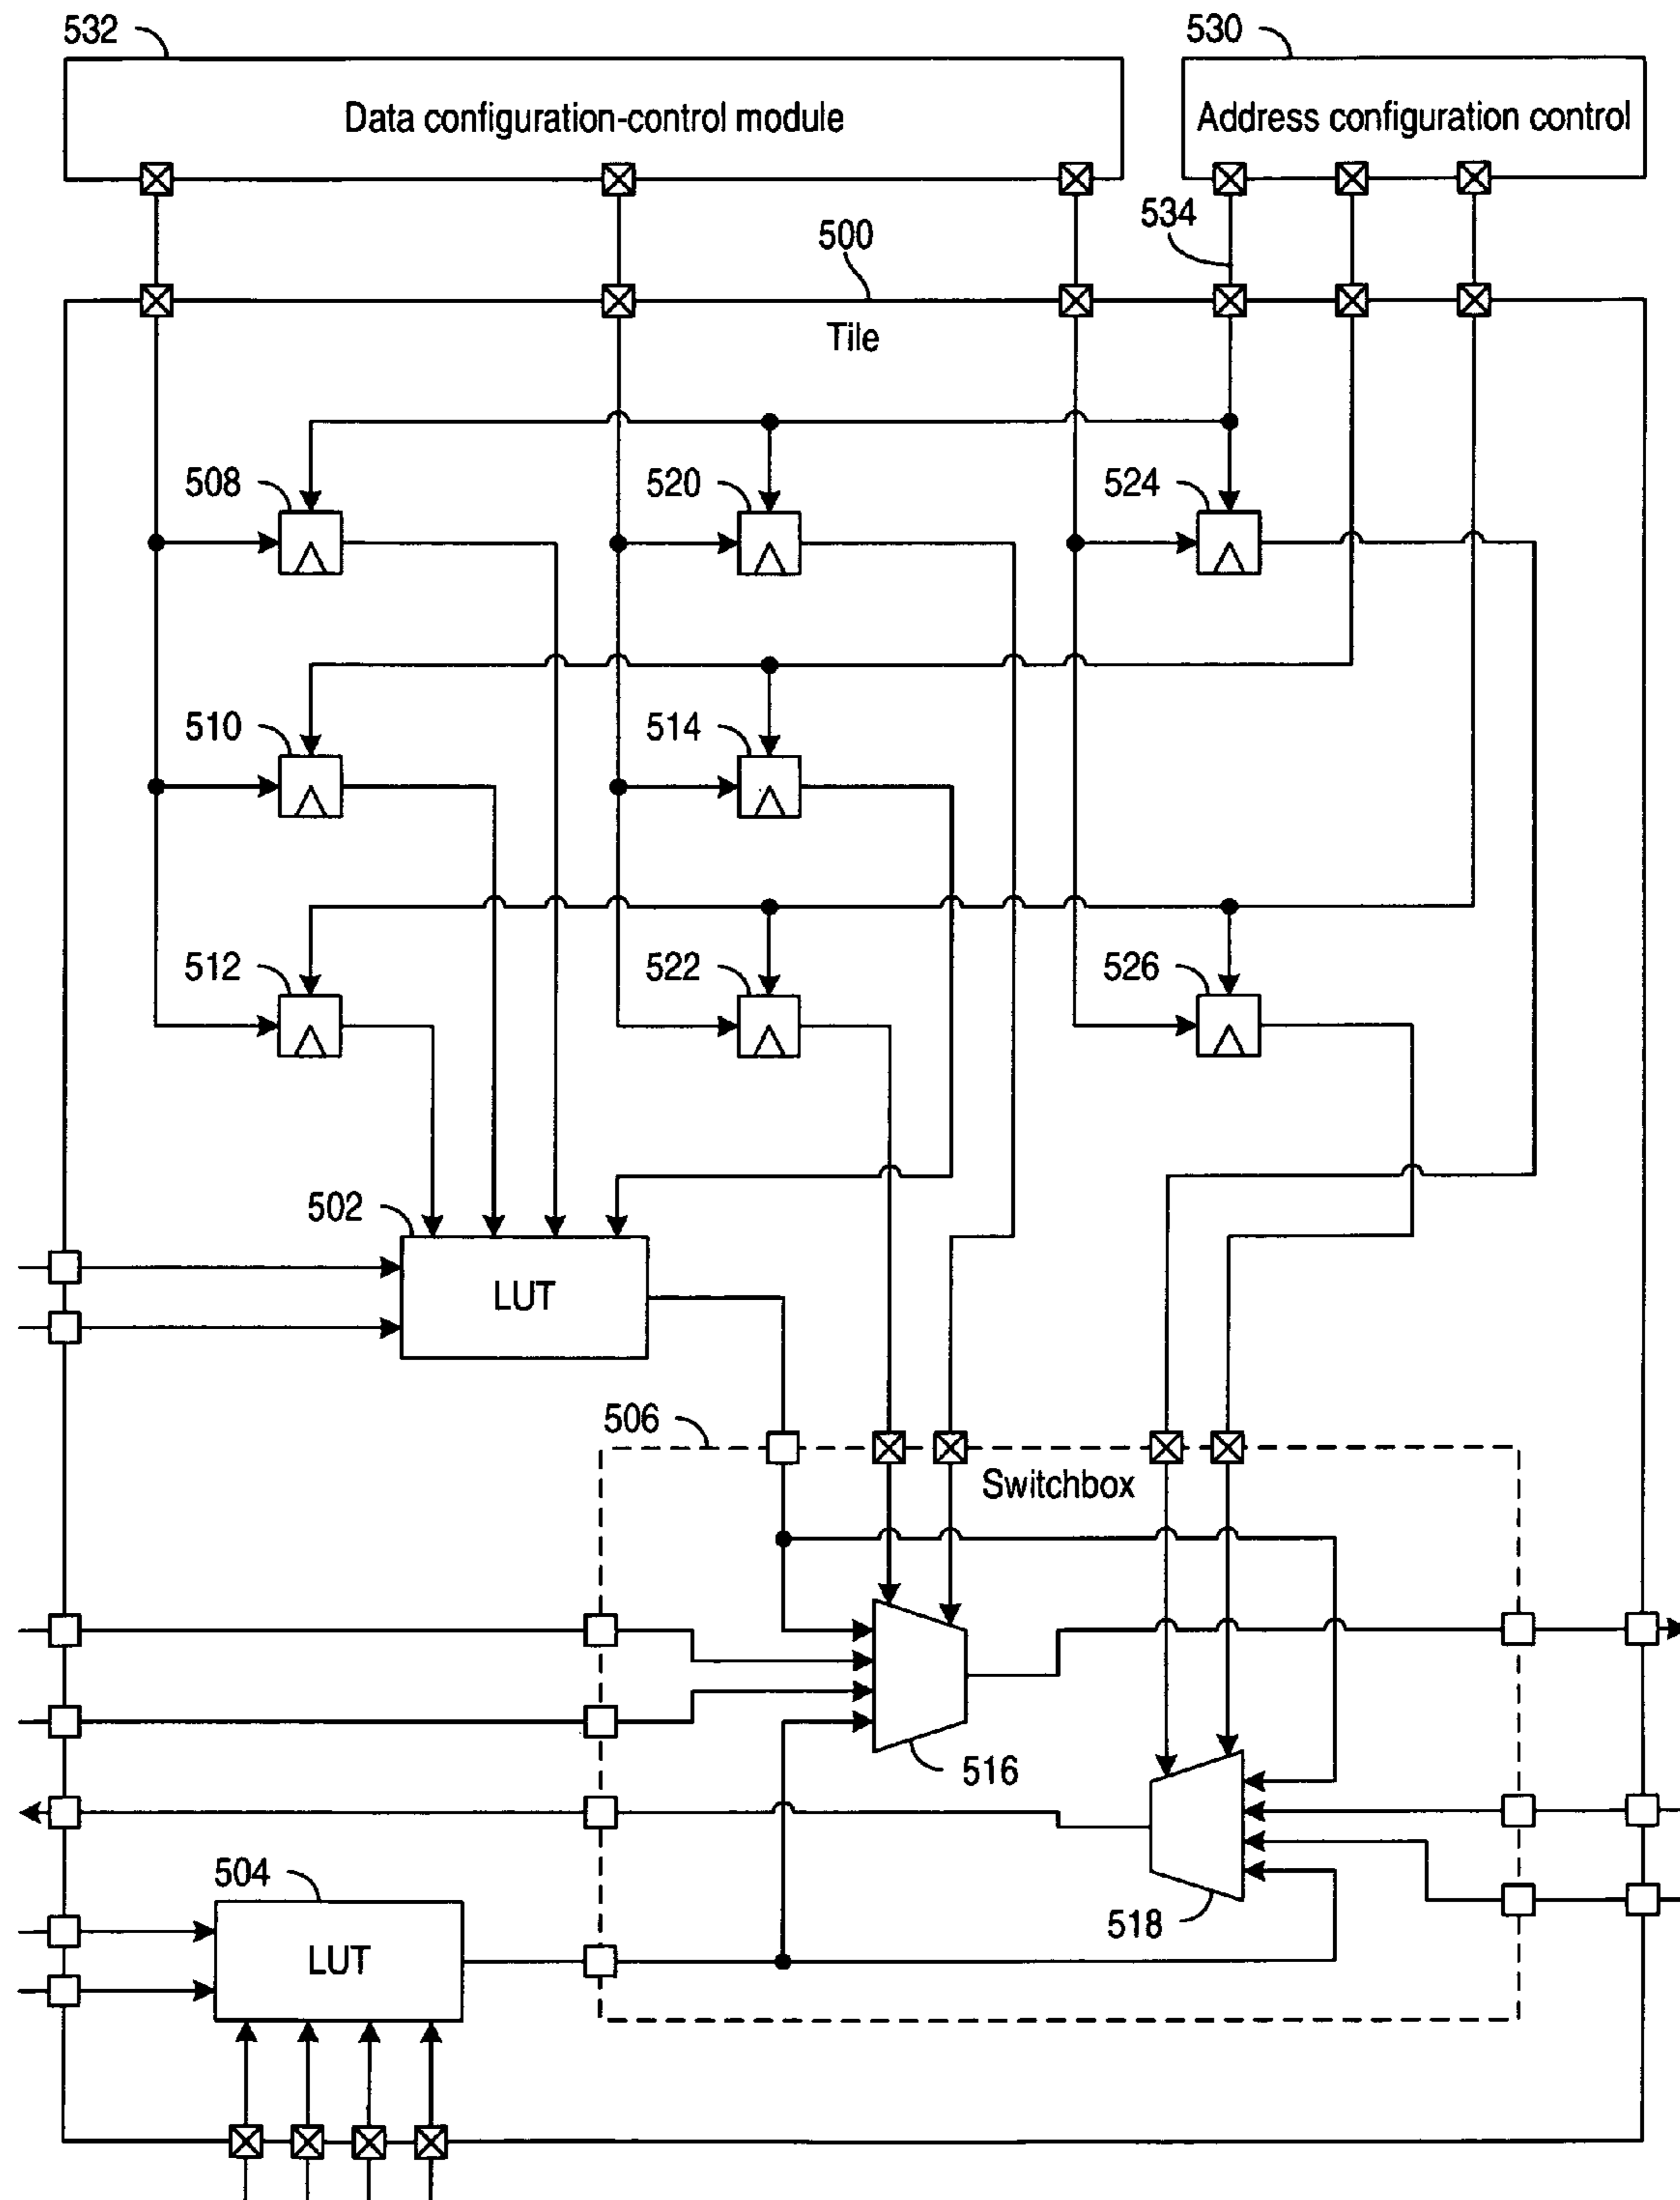 532
530
Data configuration-control module
Address configuration control
534
500
Tile
508
520
524
510
514
512
522
526
502
LUT
506
Switchbox
516
504
518
LUT